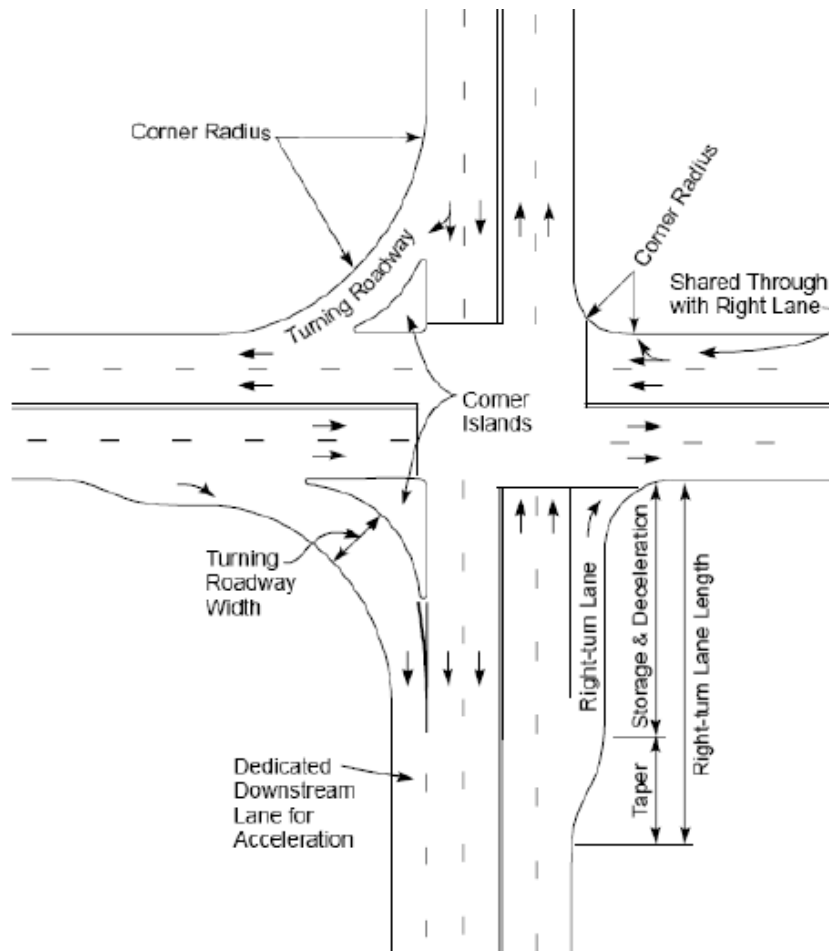 Corner Radius
Turning Roadway
Corner Radius
Shared Through
with Right Lane
Corner
Islands
Turning
Roadway
Width
Right-turn Lane
Storage & Deceleration
Right-turn Lane Length
Taper
Dedicated
Downstream
Lane for
Acceleration